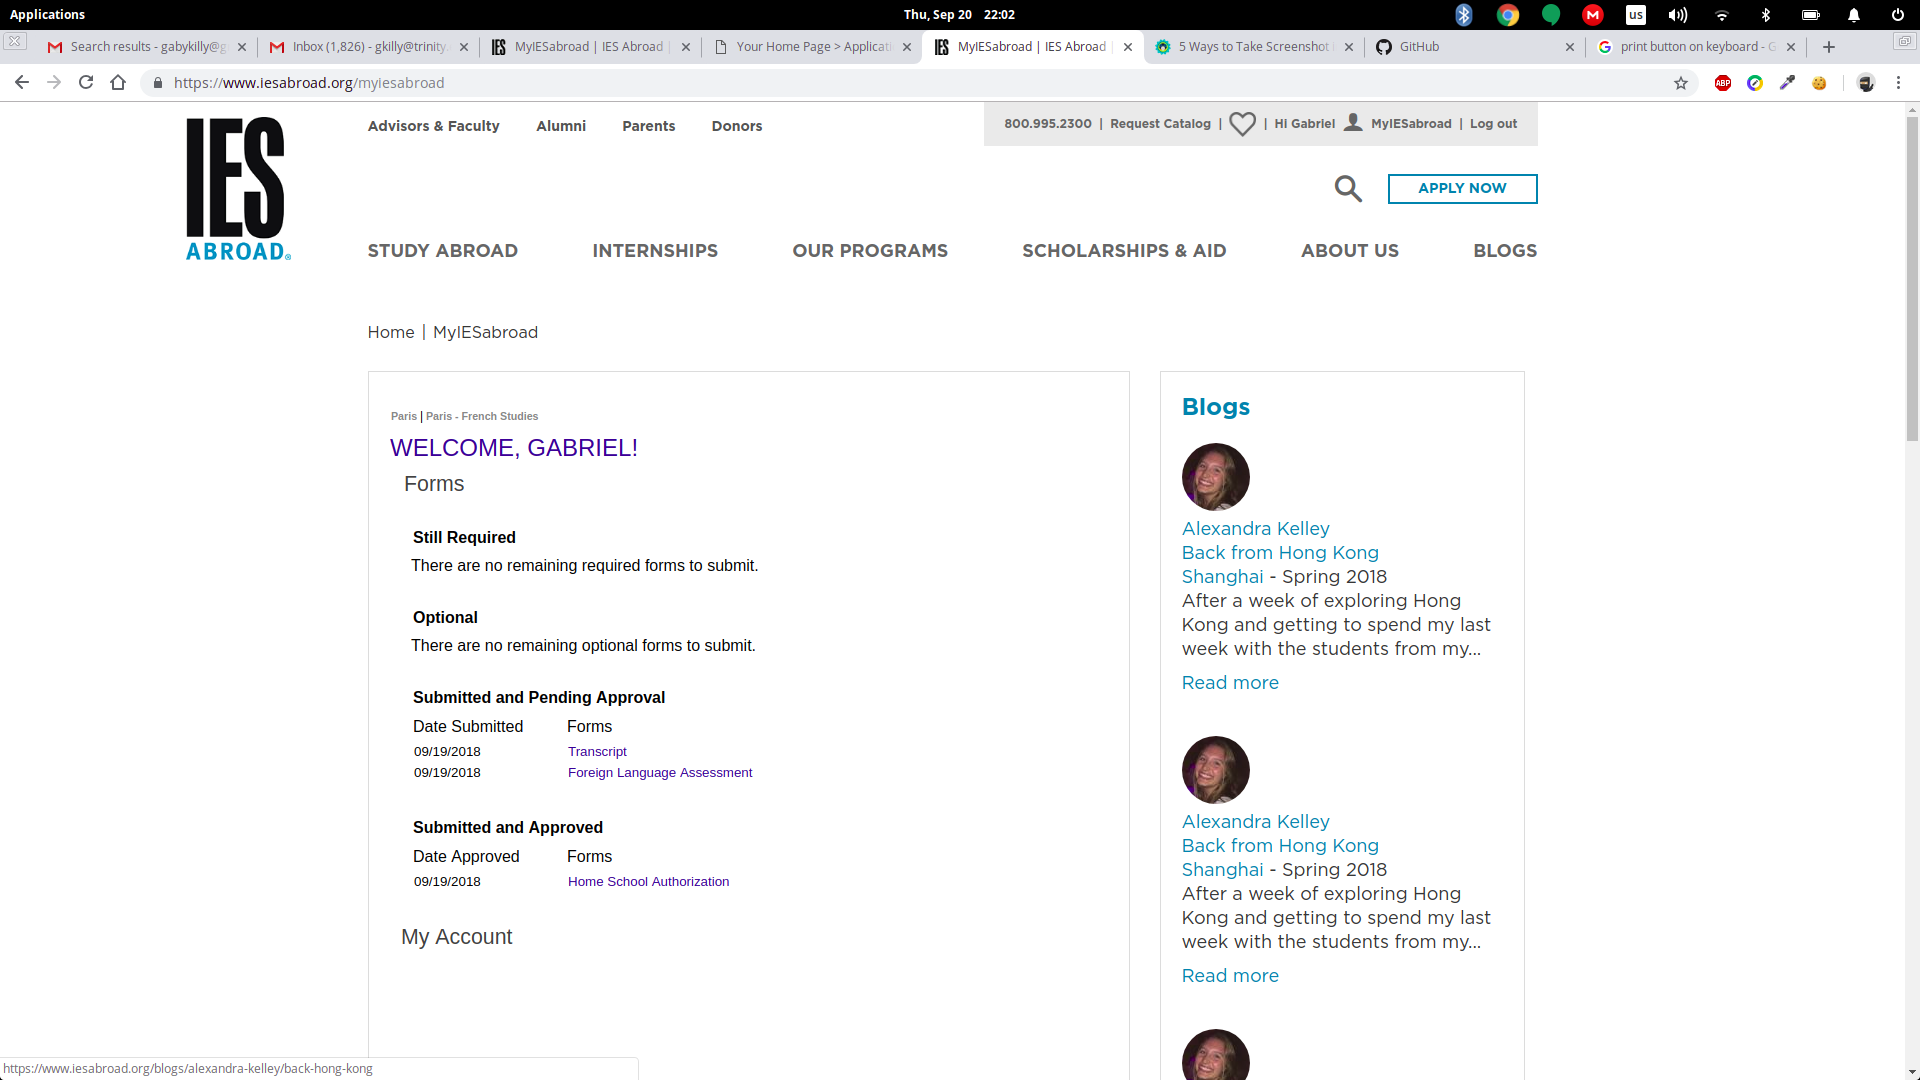 Applications
Thu, Sep 20 22:02
us
Search results - gabykilly@g
Inbox (1,826) - gkilly@trinity.
MyIESabroad | IES Abroad |
Your Home Page > Applicati
MyIESabroad | IES Abroad |
5 Ways to Take Screenshot i
GitHub
print button on keyboard - G
https://www.iesabroad.org/myiesabroad
ABP
IES
ABROAD®
Advisors & Faculty
Alumni
Parents
Donors
800.995.2300 | Request Catalog | | Hi Gabriel MyIESabroad | Log out
APPLY NOW
STUDY ABROAD
INTERNSHIPS
OUR PROGRAMS
SCHOLARSHIPS & AID
ABOUT US
BLOGS
Home | MyIESabroad
Paris | Paris - French Studies
WELCOME, GABRIEL!
Forms
Still Required
There are no remaining required forms to submit.
Optional
There are no remaining optional forms to submit.
Submitted and Pending Approval
Date Submitted Forms
09/19/2018 Transcript
09/19/2018 Foreign Language Assessment
Submitted and Approved
Date Approved Forms
09/19/2018 Home School Authorization
My Account
Blogs
Alexandra Kelley
Back from Hong Kong
Shanghai - Spring 2018
After a week of exploring Hong
Kong and getting to spend my last
week with the students from my...
Read more
Alexandra Kelley
Back from Hong Kong
Shanghai - Spring 2018
After a week of exploring Hong
Kong and getting to spend my last
week with the students from my...
Read more
https://www.iesabroad.org/blogs/alexandra-kelley/back-hong-kong